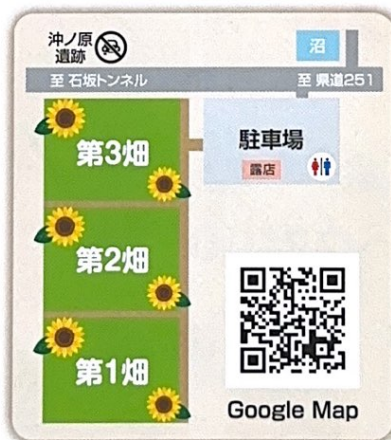 沖ノ原
遺跡
沼
至 石坂トンネル
至 県道251
第3畑
駐車場
露店
第2畑
第1畑
Google Map